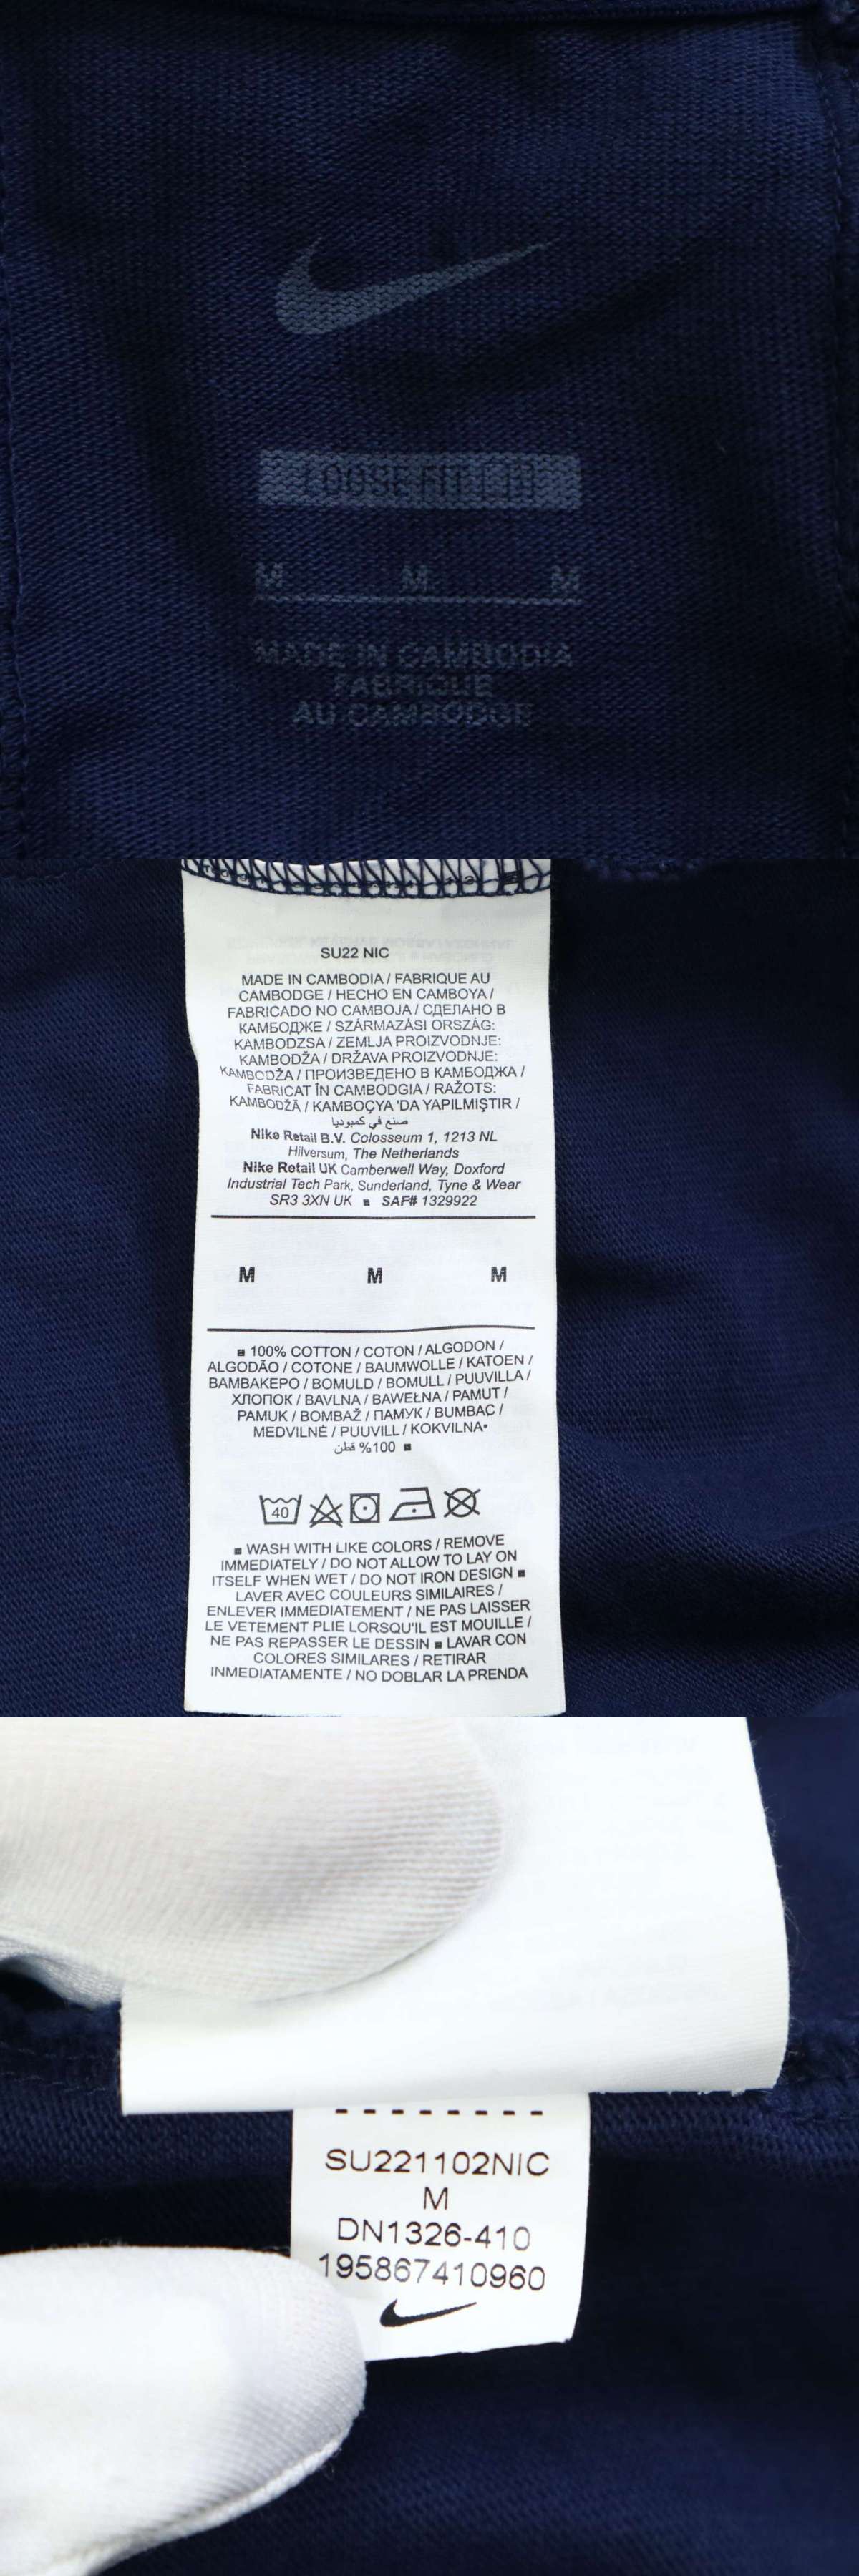 LOOSE FIT
M M M
MADE IN CAMBODIA
FABRIQUE
AU CAMBODGE
SU22 NIC
MADE IN CAMBODIA / FABRIQUE AU
CAMBODGE / HECHO EN CAMBOYA /
FABRICADO NO CAMBOJA / СДЕЛАНО В
КАМБОДЖЕ / SZÁRMAZÁSI ORSZÁG:
KAMBODZSA / ZEMLJA PROIZVODNJE:
KAMBODŽA / DRŽAVA PROIZVODNJE:
KAMBODŽA / ПРОИЗВЕДЕНО В КАМБОДЖА /
FABRICAT ÎN CAMBODGIA / RAŽOTS:
KAMBODŽĀ / KAMBOÇYA 'DA YAPILMIŞTIR /
صنع في كمبوديا
Nike Retail B.V. Colosseum 1, 1213 NL
Hilversum, The Netherlands
Nike Retail UK Camberwell Way, Doxford
Industrial Tech Park, Sunderland, Tyne & Wear
SR3 3XN UK ■ SAF# 1329922
M M M
■ 100% COTTON / COTON / ALGODON /
ALGODÃO / COTONE / BAUMWOLLE / KATOEN /
ΒΑΜΒΑΚΕΡΟ / BOMULD / BOMULL / PUUVILLA /
ХЛОПОК / BAVLNA / BAWEŁNA / PAMUT /
PAMUK / BOMBAŽ / ПАМУК / BUMBAC /
MEDVILNĖ / PUUVILL / KOKVILNA•
■ 100% قطن
40
■ WASH WITH LIKE COLORS / REMOVE
IMMEDIATELY / DO NOT ALLOW TO LAY ON
ITSELF WHEN WET / DO NOT IRON DESIGN ■
LAVER AVEC COULEURS SIMILAIRES /
ENLEVER IMMEDIATEMENT / NE PAS LAISSER
LE VETEMENT PLIE LORSQU'IL EST MOUILLE /
NE PAS REPASSER LE DESSIN ■ LAVAR CON
COLORES SIMILARES / RETIRAR
INMEDIATAMENTE / NO DOBLAR LA PRENDA
SU221102NIC
M
DN1326-410
195867410960